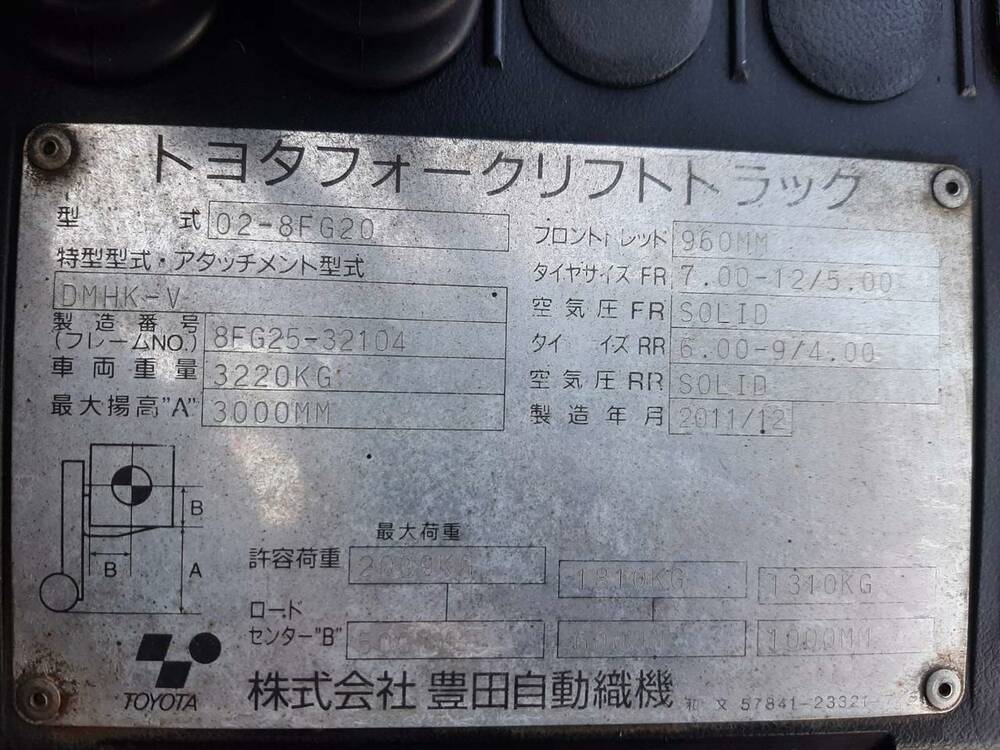 トヨタフォークリフトトラック
型 式 02-8FG20
特型型式・アタッチメント型式
DMHK-V
製造番号
(フレームNO.) 8FG25-32104
車両重量 3220KG
最大揚高"A" 3000MM
フロント レッド 960MM
タイヤサイズ FR 7.00-12/5.00
空気圧 FR SOLID
タイ イズ RR 6.00-9/4.00
空気圧 RR SOLID
製造年月 2011/12
B
B
A
最大荷重
許容荷重 2000KG 1810KG 1310KG
ロード
センター"B" 1000MM
TOYOTA 株式会社 豊田自動織機
和文 57841-23321-